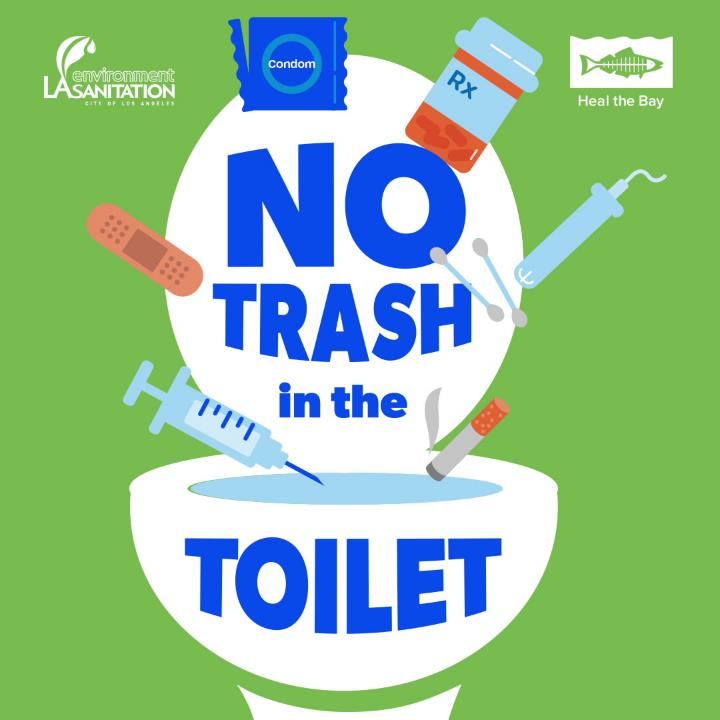 environment
LASANITATION
CITY OF LOS ANGELES
Condom
Rx
Heal the Bay
NO
TRASH
in the
TOILET